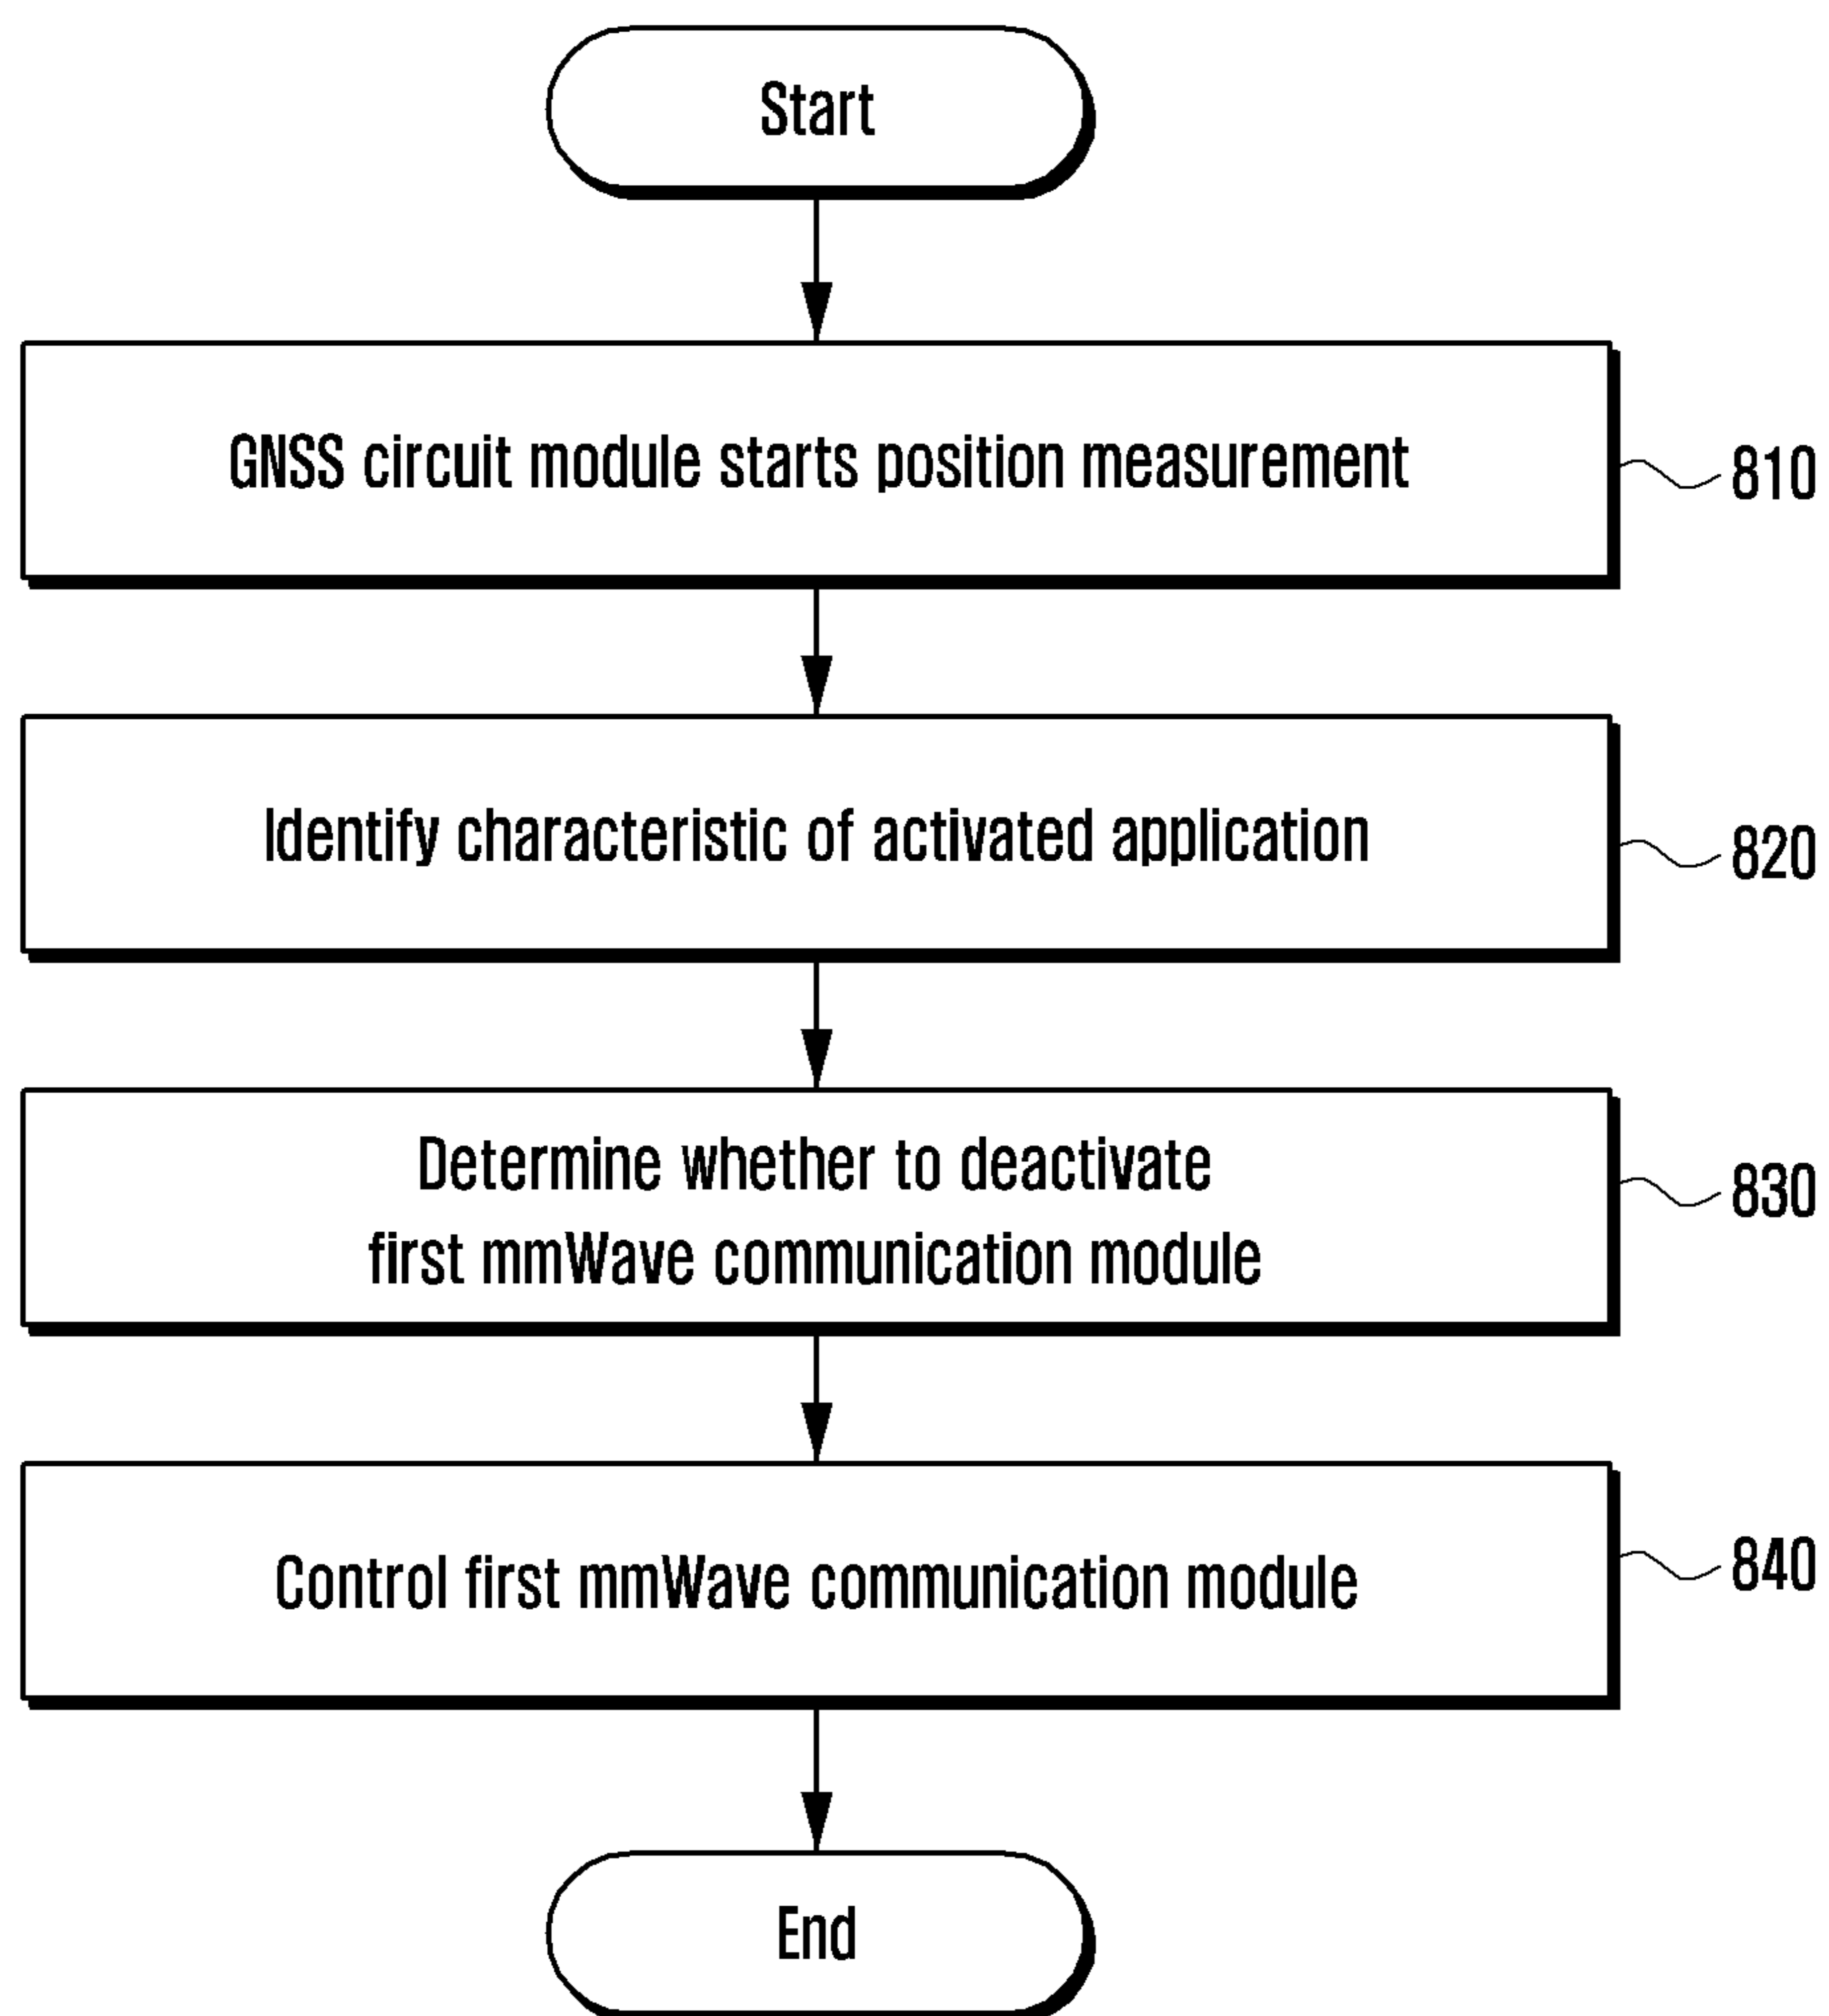 Start
GNSS circuit module starts position measurement
810
Identify characteristic of activated application
820
Determine whether to deactivate
first mmWave communication module
830
Control first mmWave communication module
840
End